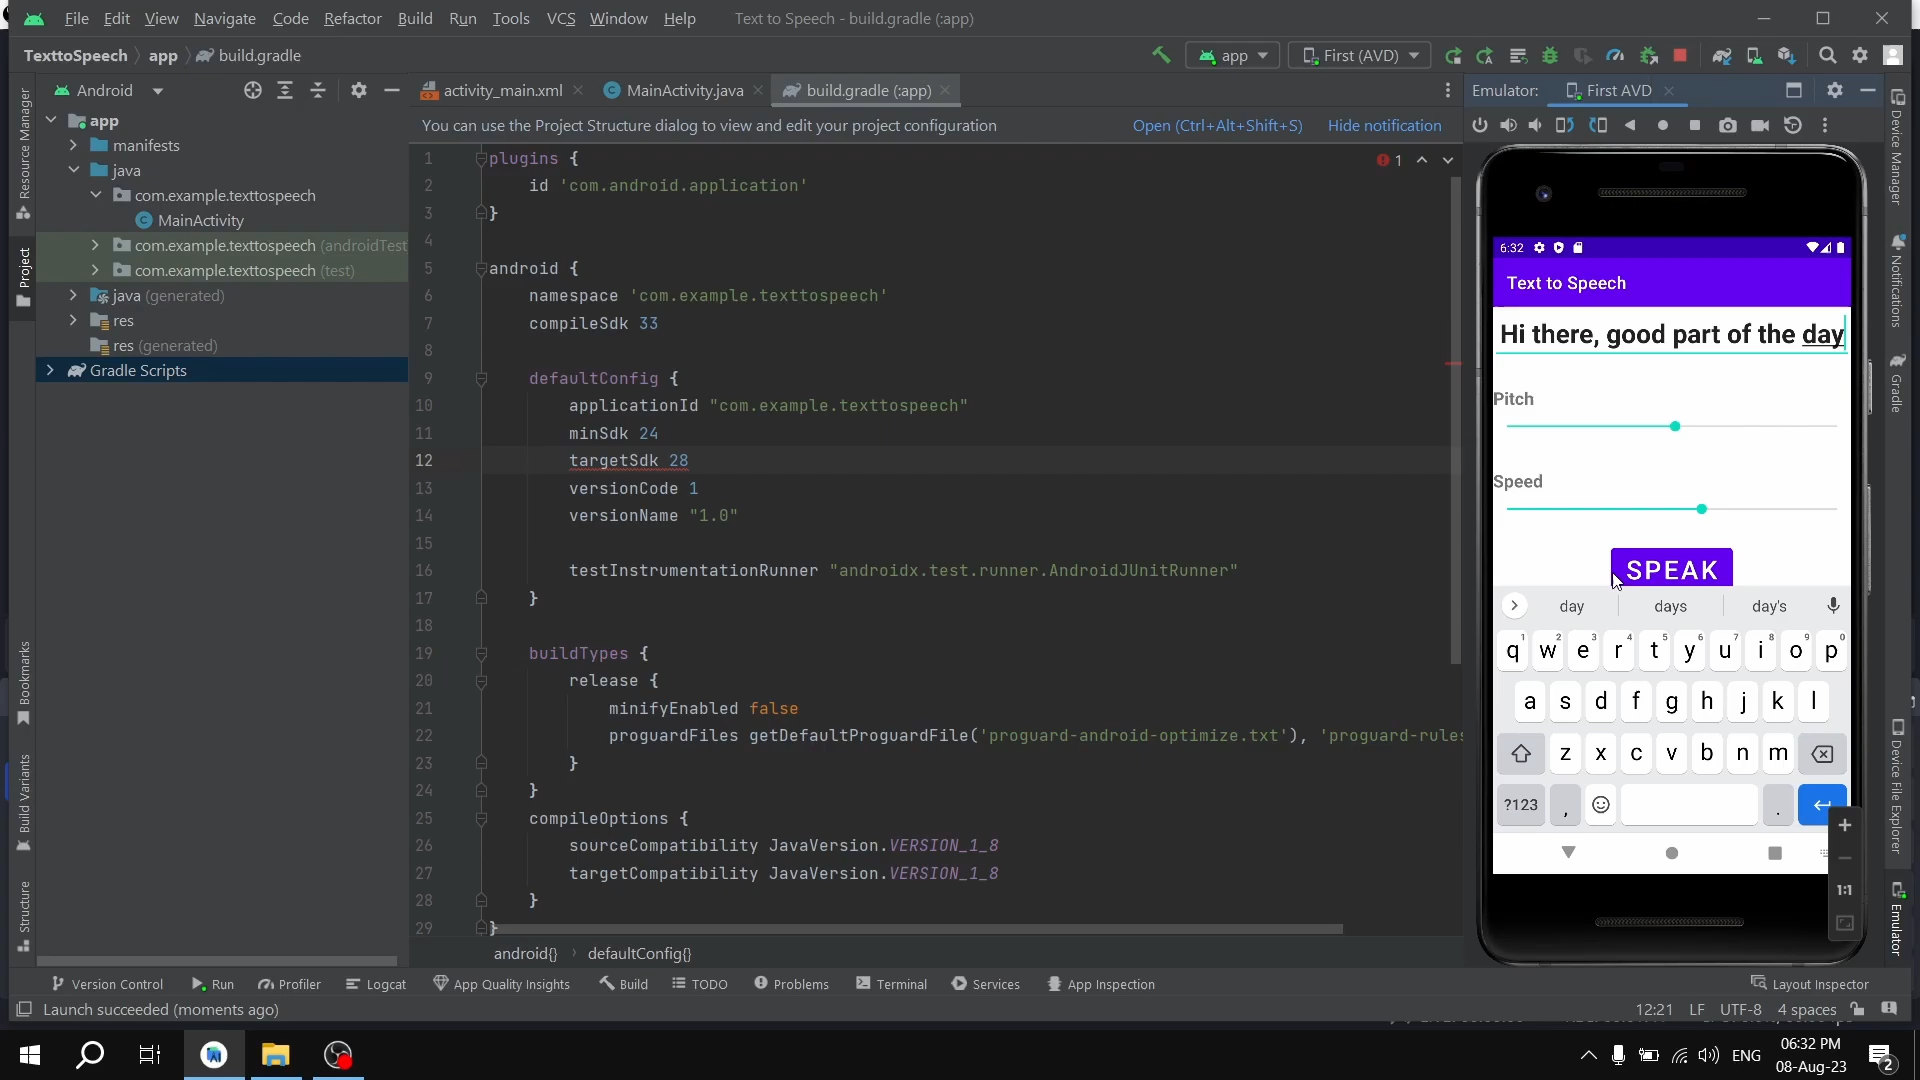 File Edit View Navigate Code Refactor Build Run Tools VCS Window Help Text to Speech - build.gradle (:app)
TexttoSpeech app build.gradle
app First (AVD)
Android
activity_main.xml MainActivity.java build.gradle (:app)
Emulator: First AVD
You can use the Project Structure dialog to view and edit your project configuration Open (Ctrl+Alt+Shift+S) Hide notification
Resource Manager
Project
Bookmarks
Build Variants
Structure
app
manifests
java
com.example.texttospeech
MainActivity
com.example.texttospeech (androidTest
com.example.texttospeech (test)
java (generated)
res
res (generated)
Gradle Scripts
1
1 plugins {
2 id 'com.android.application'
3 }
4
5 android {
6 namespace 'com.example.texttospeech'
7 compileSdk 33
8
9 defaultConfig {
10 applicationId "com.example.texttospeech"
11 minSdk 24
12 targetSdk 28
13 versionCode 1
14 versionName "1.0"
15
16 testInstrumentationRunner "androidx.test.runner.AndroidJUnitRunner"
17 }
18
19 buildTypes {
20 release {
21 minifyEnabled false
22 proguardFiles getDefaultProguardFile('proguard-android-optimize.txt'), 'proguard-rules
23 }
24 }
25 compileOptions {
26 sourceCompatibility JavaVersion.VERSION_1_8
27 targetCompatibility JavaVersion.VERSION_1_8
28 }
29 }
android{} defaultConfig{}
6:32
Text to Speech
Hi there, good part of the day
Pitch
Speed
SPEAK
day days day's
q1 w2 e3 r4 t5 y6 u7 i8 o9 p0
a s d f g h j k l
z x c v b n m
?123 , .
1:1
Device Manager
Notifications
Gradle
Device File Explorer
Emulator
Version Control Run Profiler Logcat App Quality Insights Build TODO Problems Terminal Services App Inspection Layout Inspector
Launch succeeded (moments ago) 12:21 LF UTF-8 4 spaces
ENG
06:32 PM
08-Aug-23
2